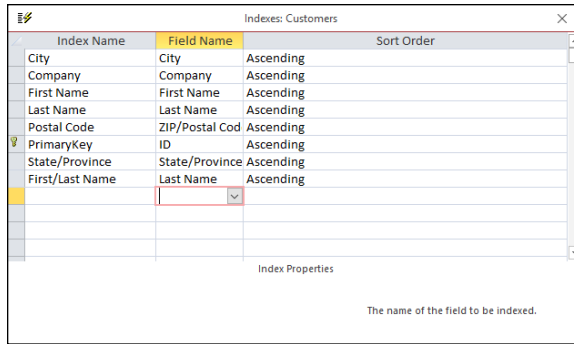 Indexes: Customers
Index Name Field Name Sort Order
City City Ascending
Company Company Ascending
First Name First Name Ascending
Last Name Last Name Ascending
Postal Code ZIP/Postal Cod Ascending
PrimaryKey ID Ascending
State/Province State/Province Ascending
First/Last Name Last Name Ascending
Index Properties
The name of the field to be indexed.